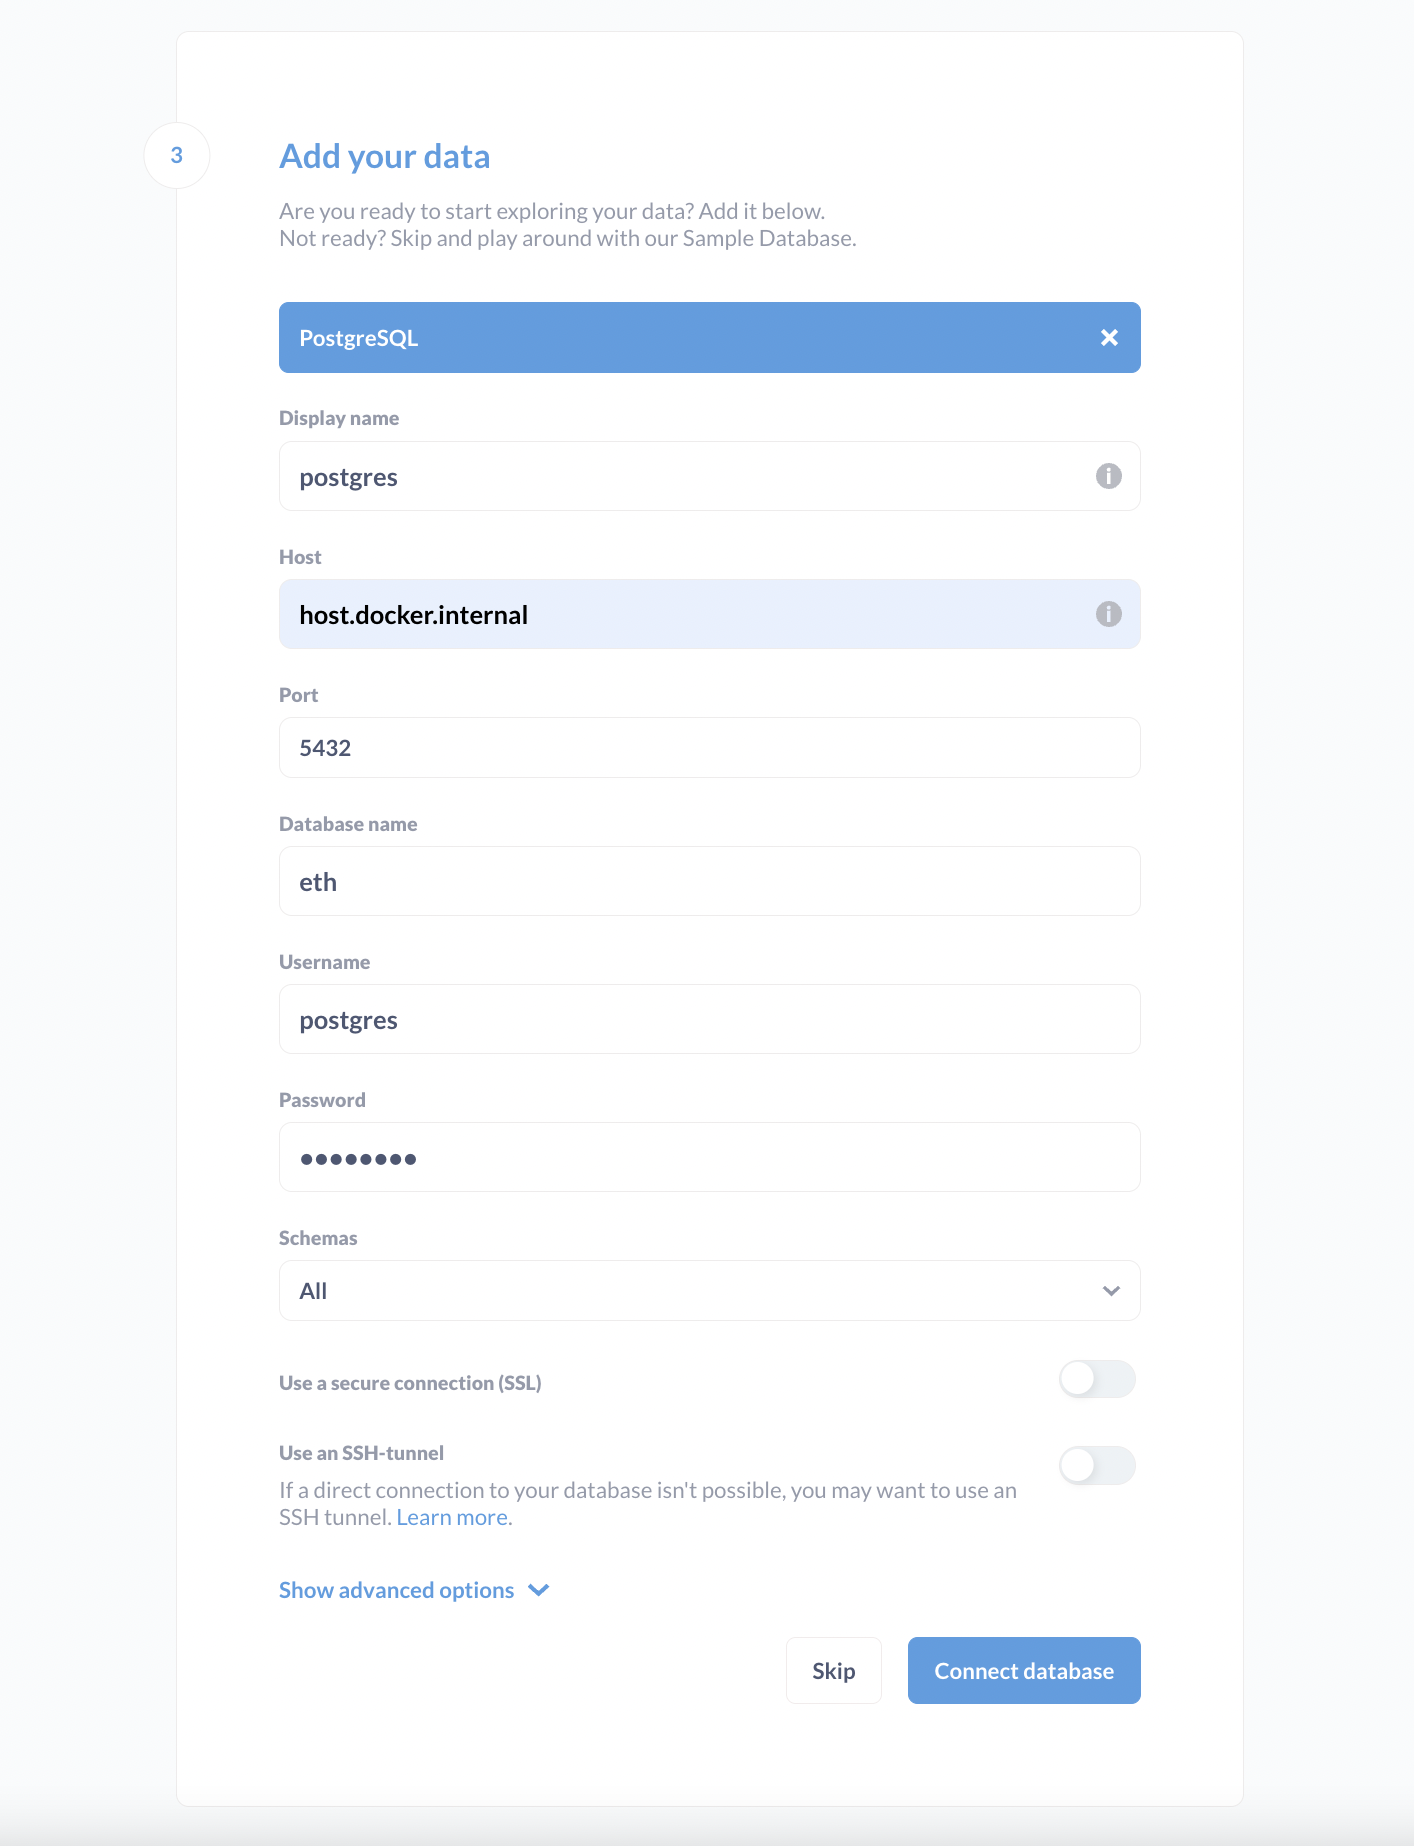 3
Add your data
Are you ready to start exploring your data? Add it below.
Not ready? Skip and play around with our Sample Database.
PostgreSQL
Display name
postgres
Host
host.docker.internal
Port
5432
Database name
eth
Username
postgres
Password
••••••••
Schemas
All
Use a secure connection (SSL)
Use an SSH-tunnel
If a direct connection to your database isn't possible, you may want to use an
SSH tunnel. Learn more.
Show advanced options
Skip
Connect database